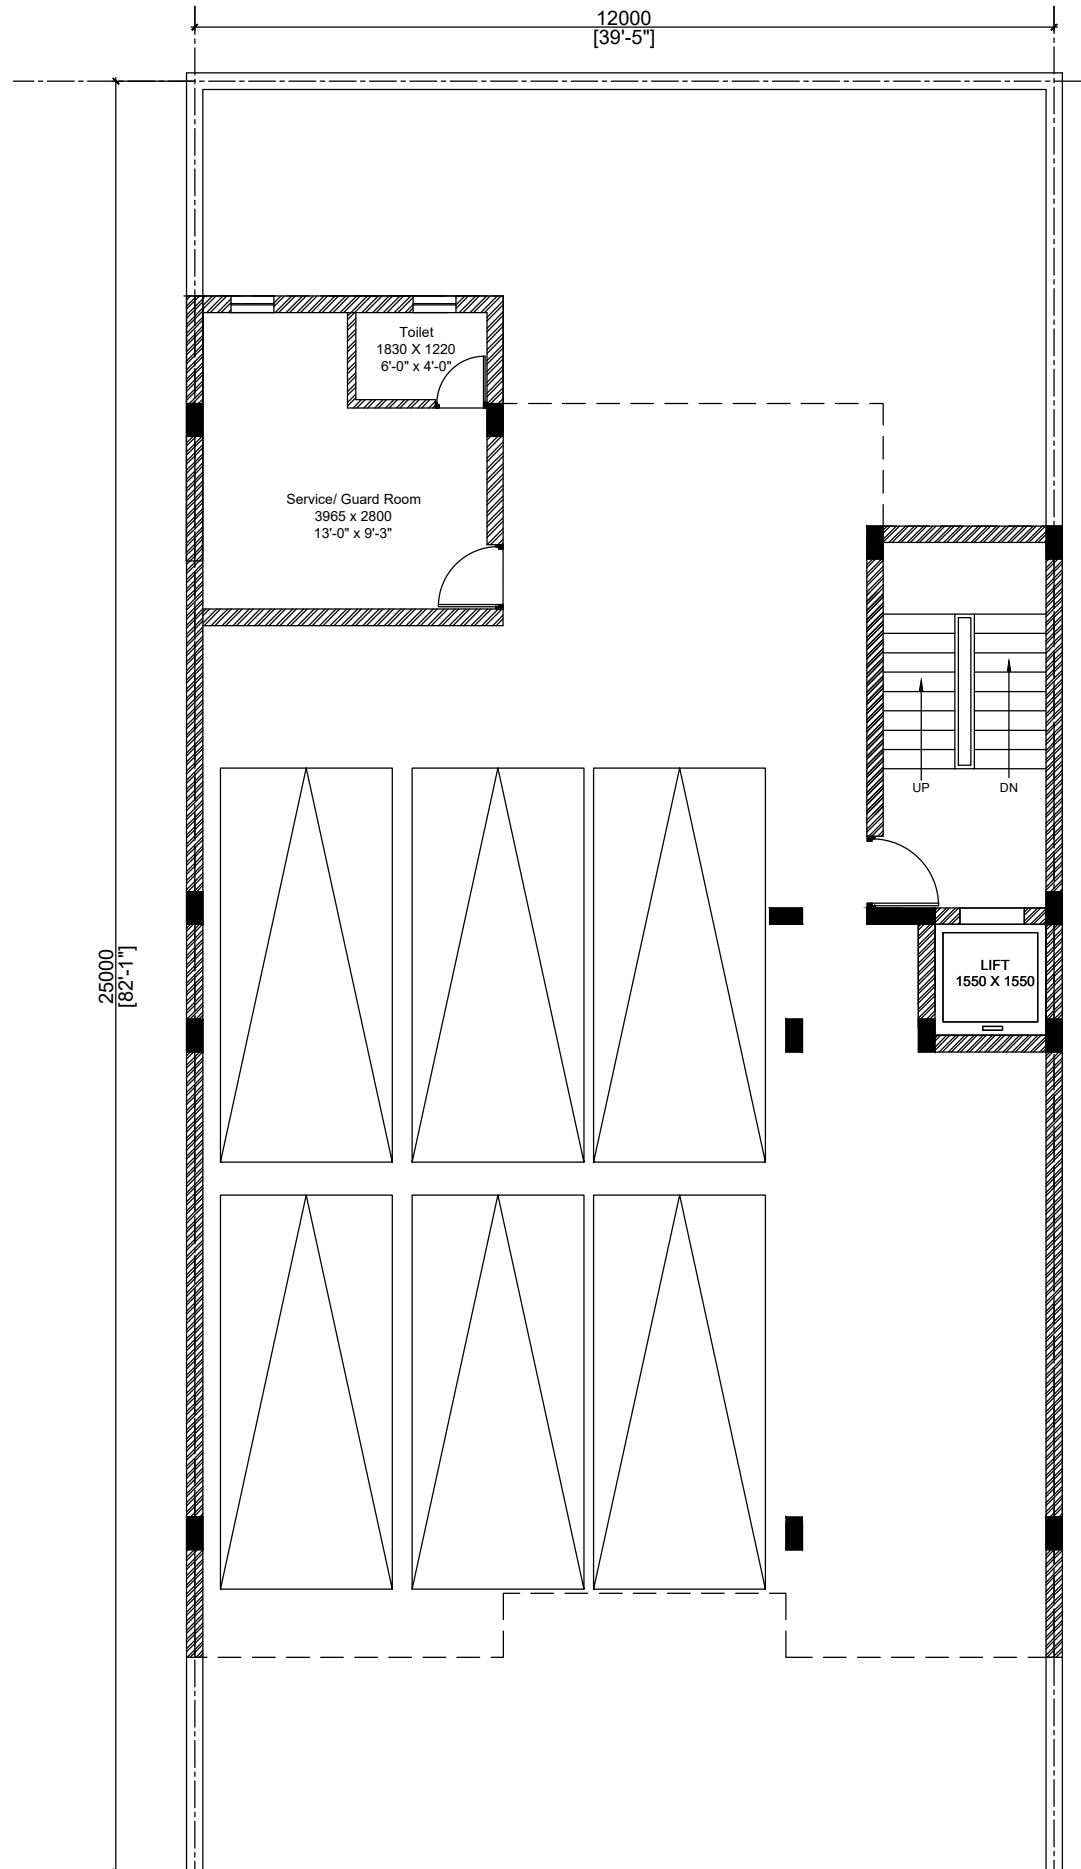 12000
[39'-5"]
Toilet
1830 X 1220
6'-0" x 4'-0"
Service/ Guard Room
3965 x 2800
13'-0" x 9'-3"
UP
DN
25000
[82'-1"]
LIFT
1550 X 1550